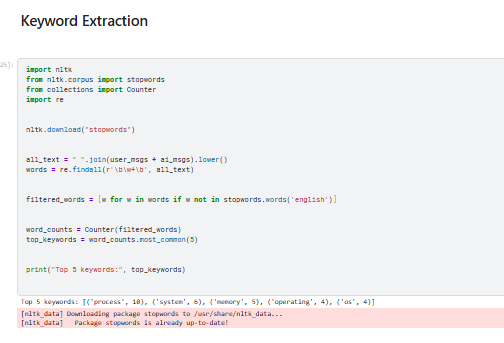 Keyword Extraction
25]:
import nltk
from nltk.corpus import stopwords
from collections import Counter
import re
nltk.download("stopwords")
all_text = " ".join(user_msgs + ai_msgs).lower()
words = re.findall(r'\b\w+\b', all_text)
filtered_words = [w for w in words if w not in stopwords.words('english')]
word_counts = Counter(filtered_words)
top_keywords = word_counts.most_common(5)
print("Top 5 keywords:", top_keywords)
Top 5 keywords: [('process', 10), ('system', 6), ('memory', 5), ('operating', 4), ('os', 4)]
[nltk_data] Downloading package stopwords to /usr/share/nltk_data...
[nltk_data]   Package stopwords is already up-to-date!